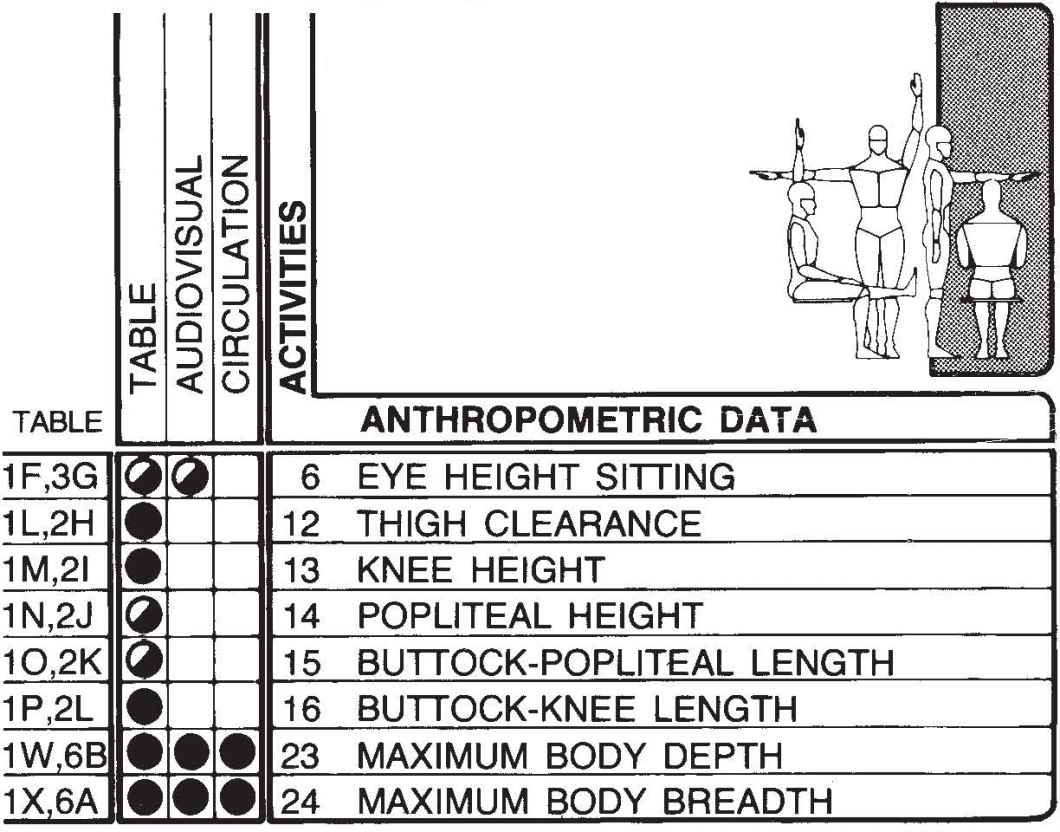 TABLE
AUDIOVISUAL
CIRCULATION
ACTIVITIES
TABLE ANTHROPOMETRIC DATA
1F,3G 6 EYE HEIGHT SITTING
1L,2H 12 THIGH CLEARANCE
1M,2I 13 KNEE HEIGHT
1N,2J 14 POPLITEAL HEIGHT
1O,2K 15 BUTTOCK-POPLITEAL LENGTH
1P,2L 16 BUTTOCK-KNEE LENGTH
1W,6B 23 MAXIMUM BODY DEPTH
1X,6A 24 MAXIMUM BODY BREADTH